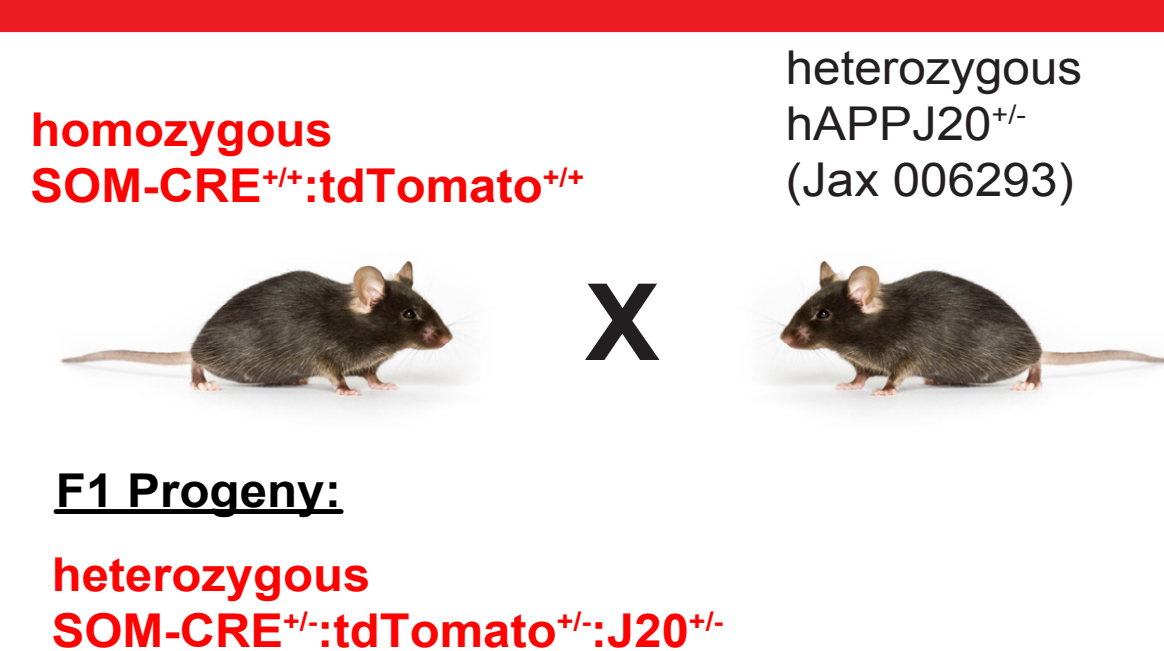 homozygous
SOM-CRE+/+:tdTomato+/+
heterozygous
hAPPJ20+/-
(Jax 006293)
X
F1 Progeny:
heterozygous
SOM-CRE+/-:tdTomato+/-:J20+/-